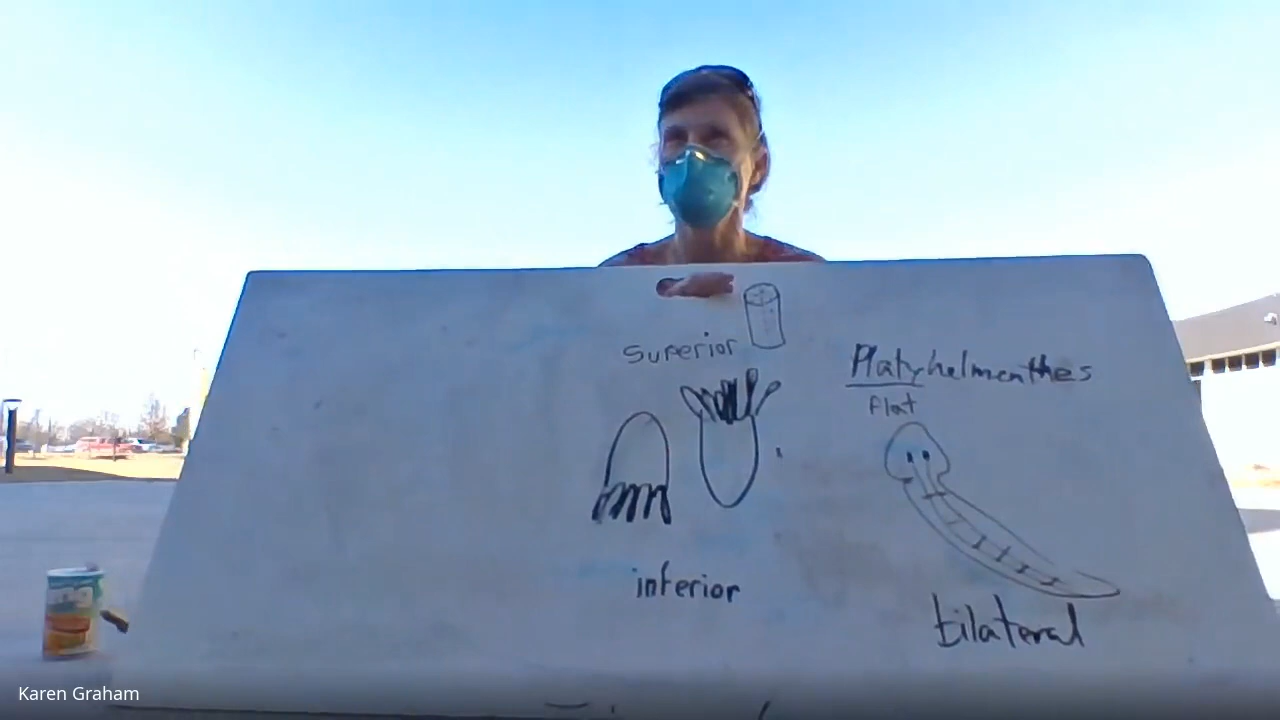 Superior
Platyhelmenthes
flat
inferior
bilateral
Karen Graham